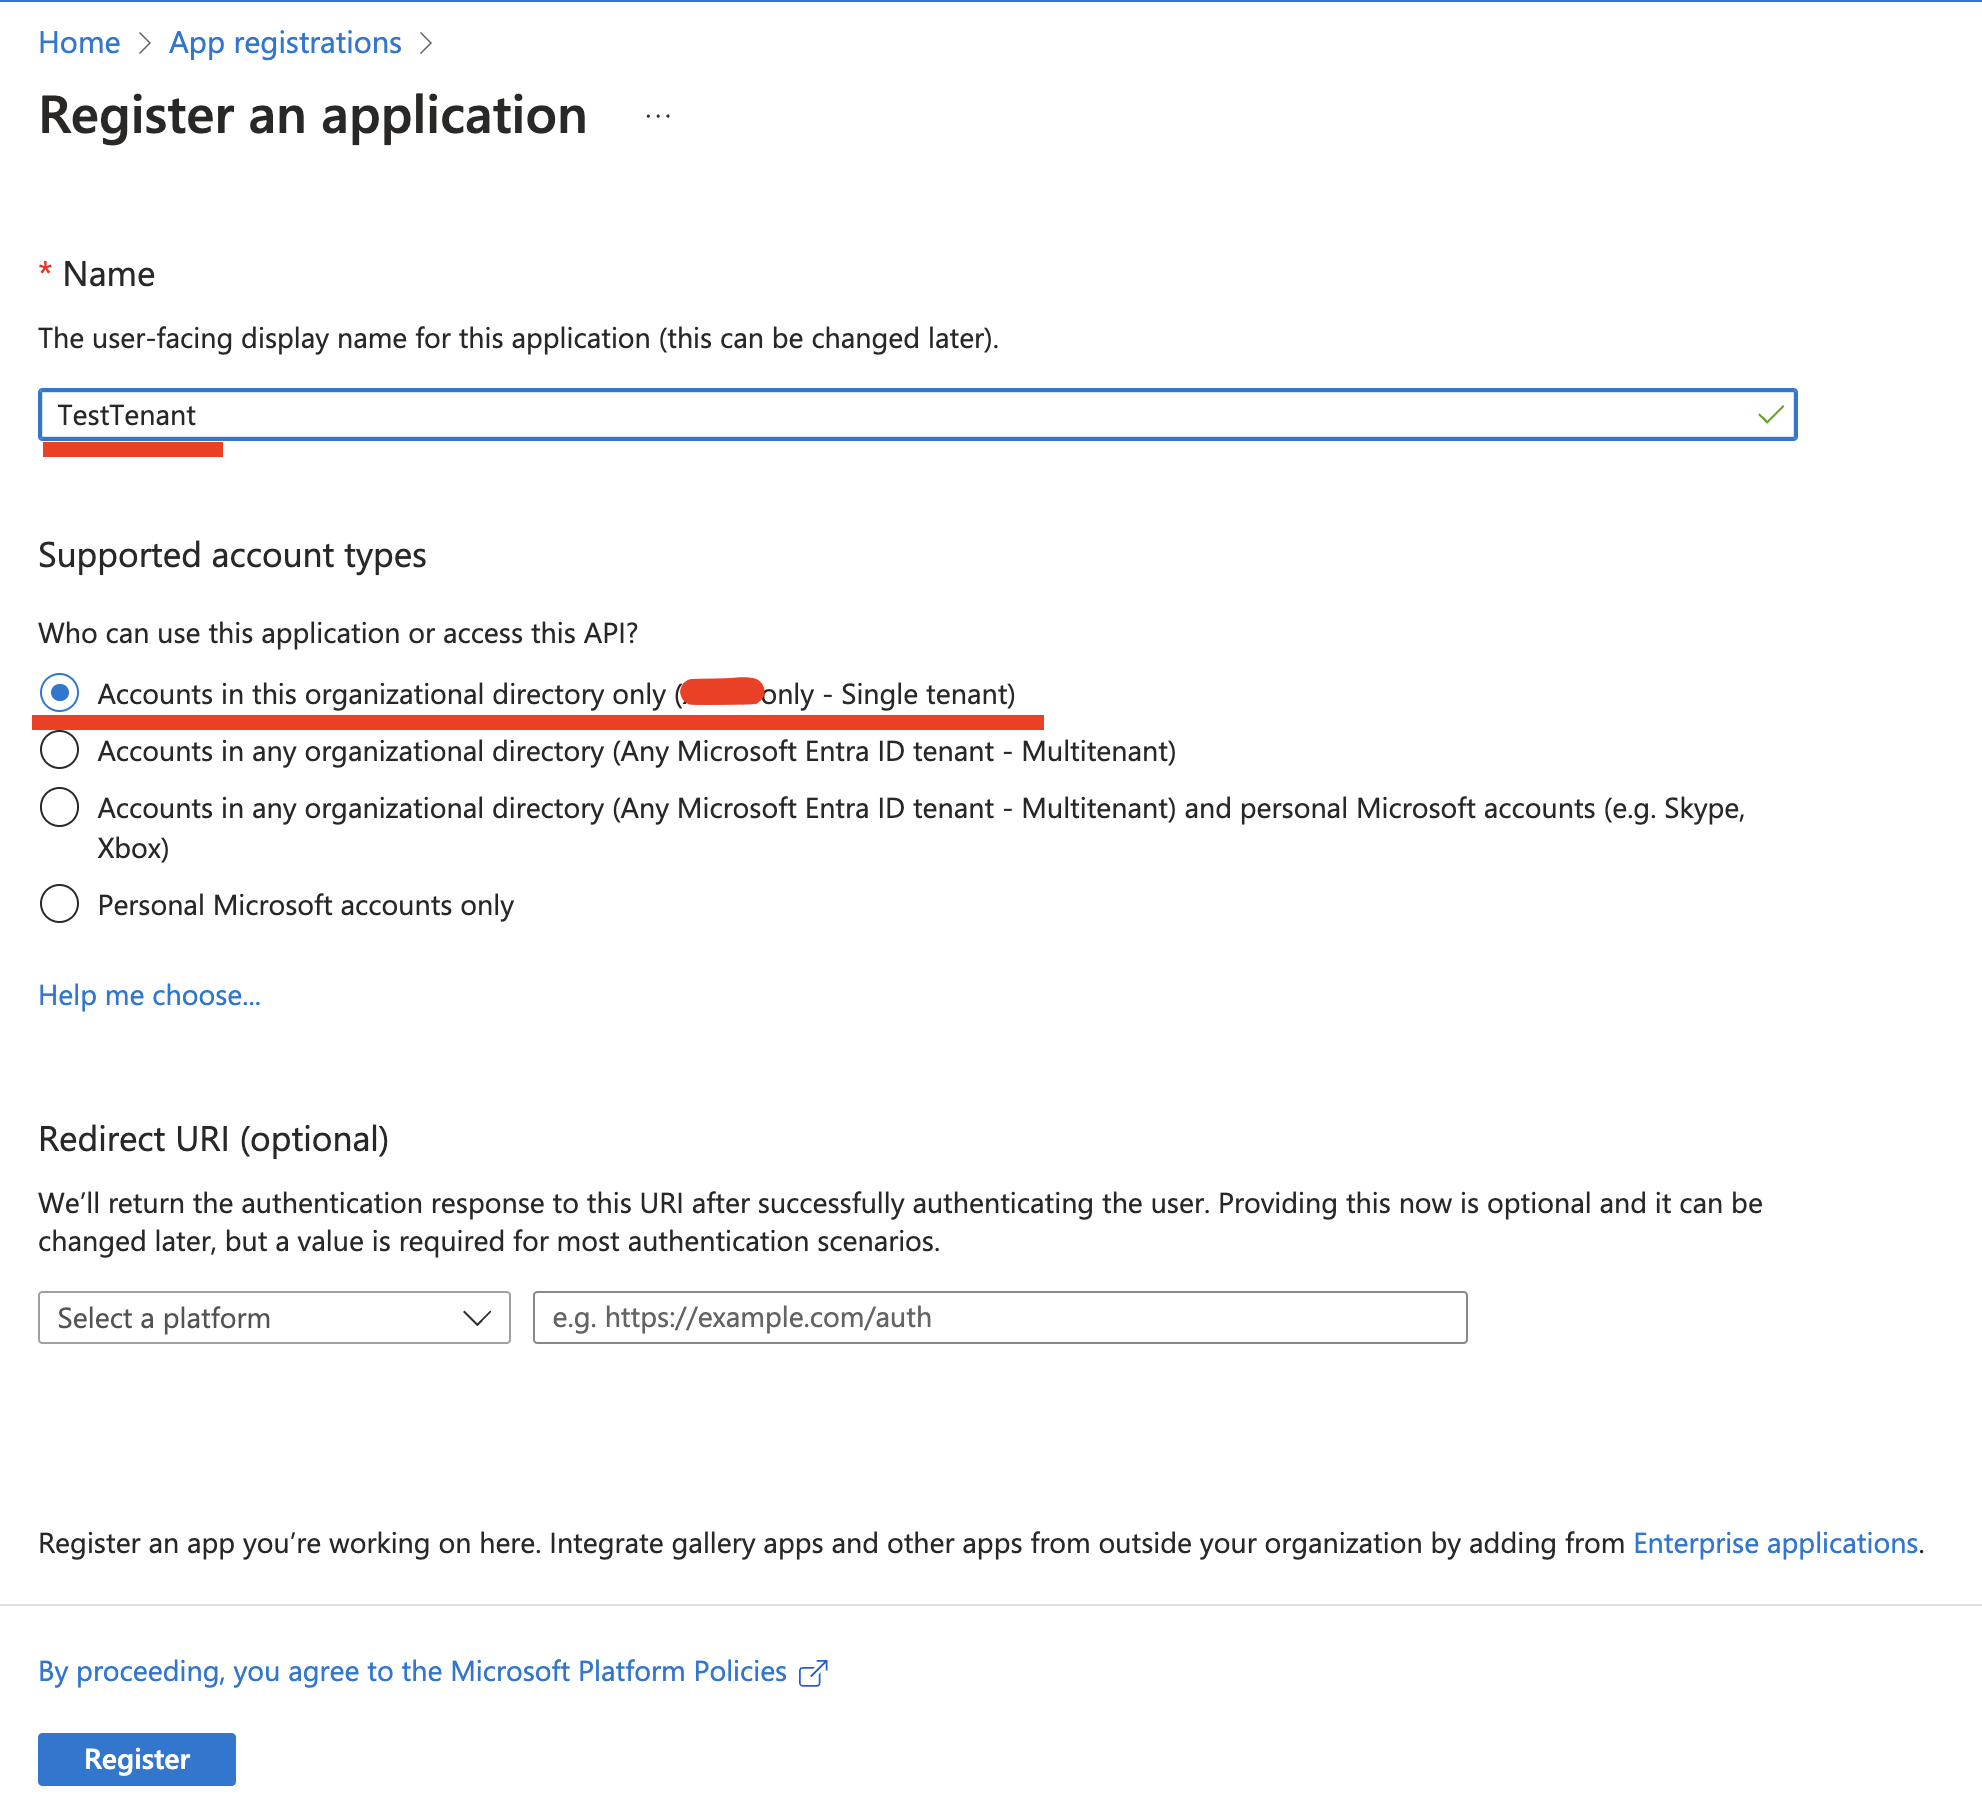 Home > App registrations >
Register an application ...
* Name
The user-facing display name for this application (this can be changed later).
TestTenant
Supported account types
Who can use this application or access this API?
Accounts in this organizational directory only ( only - Single tenant)
Accounts in any organizational directory (Any Microsoft Entra ID tenant - Multitenant)
Accounts in any organizational directory (Any Microsoft Entra ID tenant - Multitenant) and personal Microsoft accounts (e.g. Skype,
Xbox)
Personal Microsoft accounts only
Help me choose...
Redirect URI (optional)
We’ll return the authentication response to this URI after successfully authenticating the user. Providing this now is optional and it can be
changed later, but a value is required for most authentication scenarios.
Select a platform
e.g. https://example.com/auth
Register an app you’re working on here. Integrate gallery apps and other apps from outside your organization by adding from Enterprise applications.
By proceeding, you agree to the Microsoft Platform Policies
Register